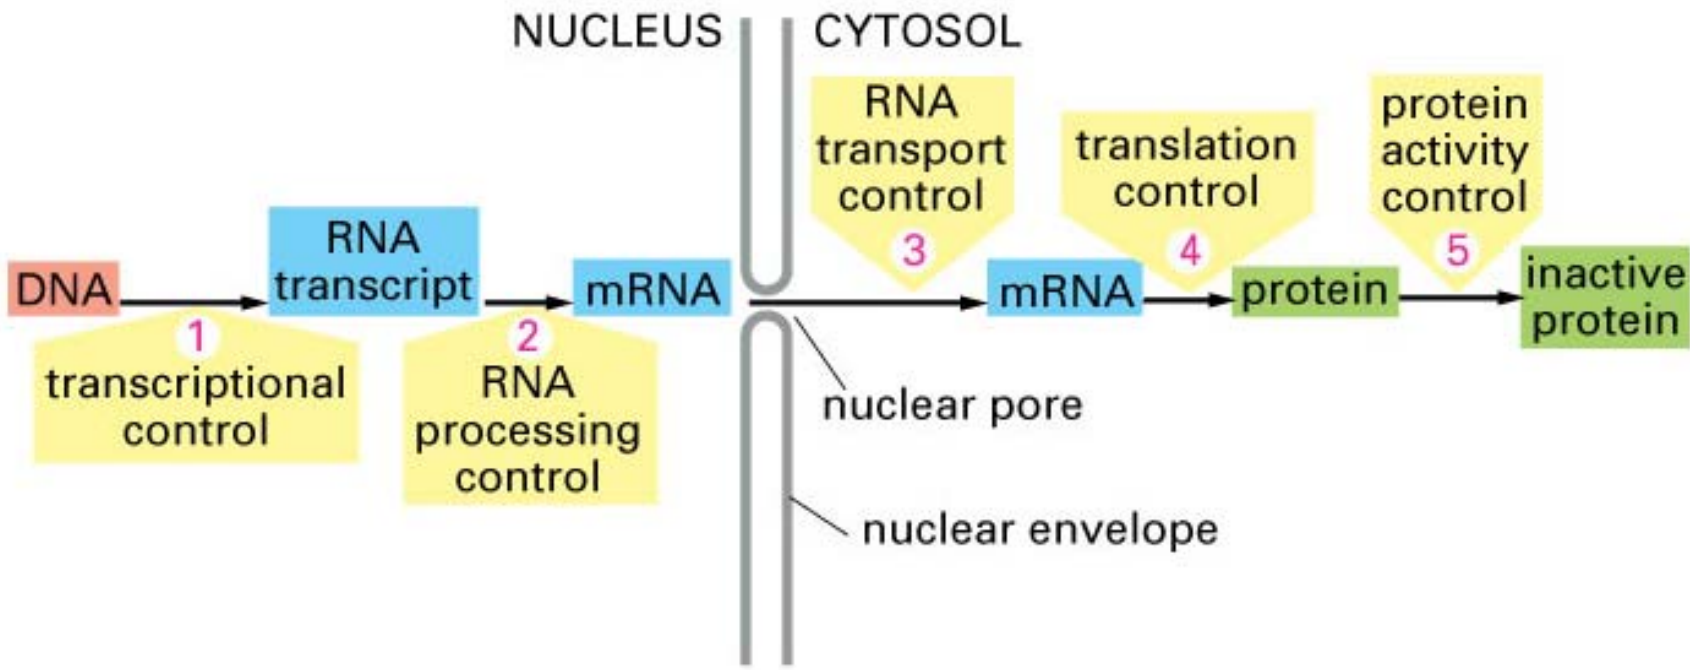 NUCLEUS
CYTOSOL
RNA
transport
control
3
translation
control
4
protein
activity
control
5
DNA
RNA
transcript
mRNA
mRNA
protein
inactive
protein
1
transcriptional
control
2
RNA
processing
control
nuclear pore
nuclear envelope